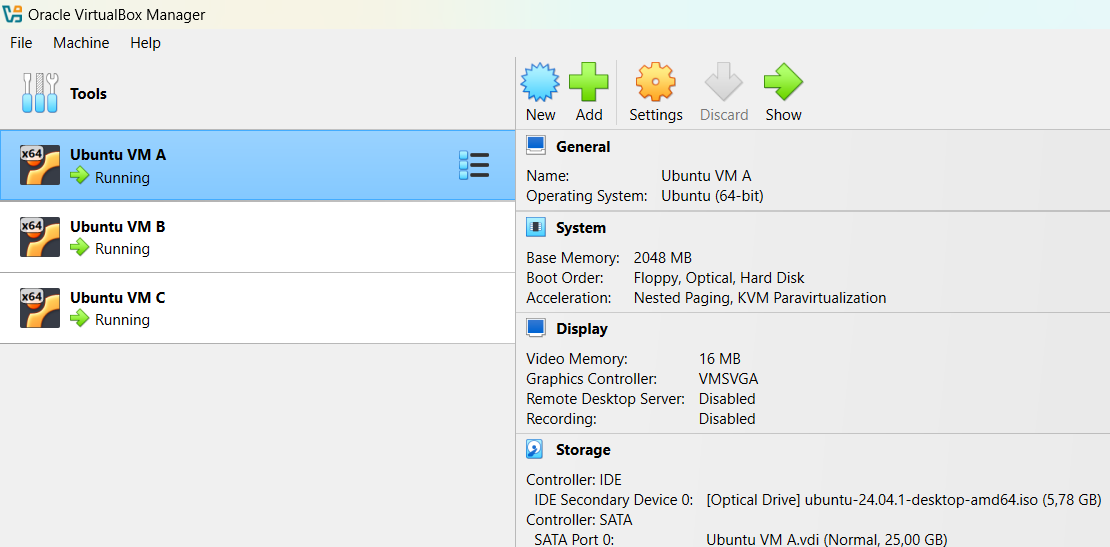 Oracle VirtualBox Manager
File Machine Help
Tools
New Add Settings Discard Show
x64 Ubuntu VM A
Running
x64 Ubuntu VM B
Running
x64 Ubuntu VM C
Running
General
Name: Ubuntu VM A
Operating System: Ubuntu (64-bit)
System
Base Memory: 2048 MB
Boot Order: Floppy, Optical, Hard Disk
Acceleration: Nested Paging, KVM Paravirtualization
Display
Video Memory: 16 MB
Graphics Controller: VMSVGA
Remote Desktop Server: Disabled
Recording: Disabled
Storage
Controller: IDE
IDE Secondary Device 0: [Optical Drive] ubuntu-24.04.1-desktop-amd64.iso (5,78 GB)
Controller: SATA
SATA Port 0: Ubuntu VM A.vdi (Normal, 25,00 GB)